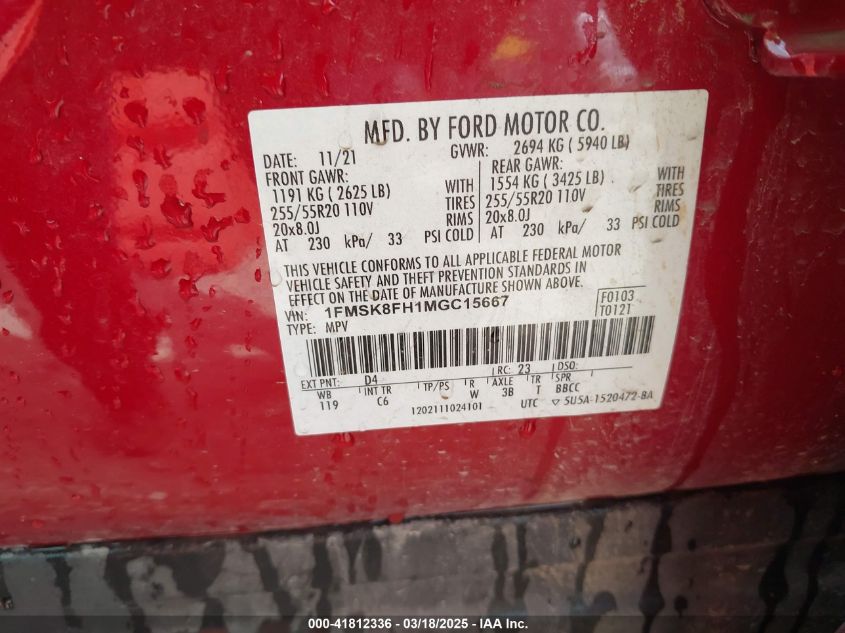 MFD. BY FORD MOTOR CO.
DATE: 11/21 GVWR: 2694 KG ( 5940 LB)
FRONT GAWR: REAR GAWR:
1191 KG ( 2625 LB) WITH 1554 KG ( 3425 LB) WITH
255/55R20 110V TIRES 255/55R20 110V TIRES
20x8.0J RIMS 20x8.0J RIMS
AT 230 kPa/ 33 PSI COLD AT 230 kPa/ 33 PSI COLD
THIS VEHICLE CONFORMS TO ALL APPLICABLE FEDERAL MOTOR
VEHICLE SAFETY AND THEFT PREVENTION STANDARDS IN
EFFECT ON THE DATE OF MANUFACTURE SHOWN ABOVE.
VIN: 1FMSK8FH1MGC15667 F0103
TYPE: MPV T0121
EXT PNT: D4 RC: 23 DSO:
WB INT TR TP/PS R AXLE TR SPR
119 C6 W 3B T BBCC
1202111024101 UTC ▽ 5U5A-1520472-BA
000-41812336 - 03/18/2025 - IAA Inc.